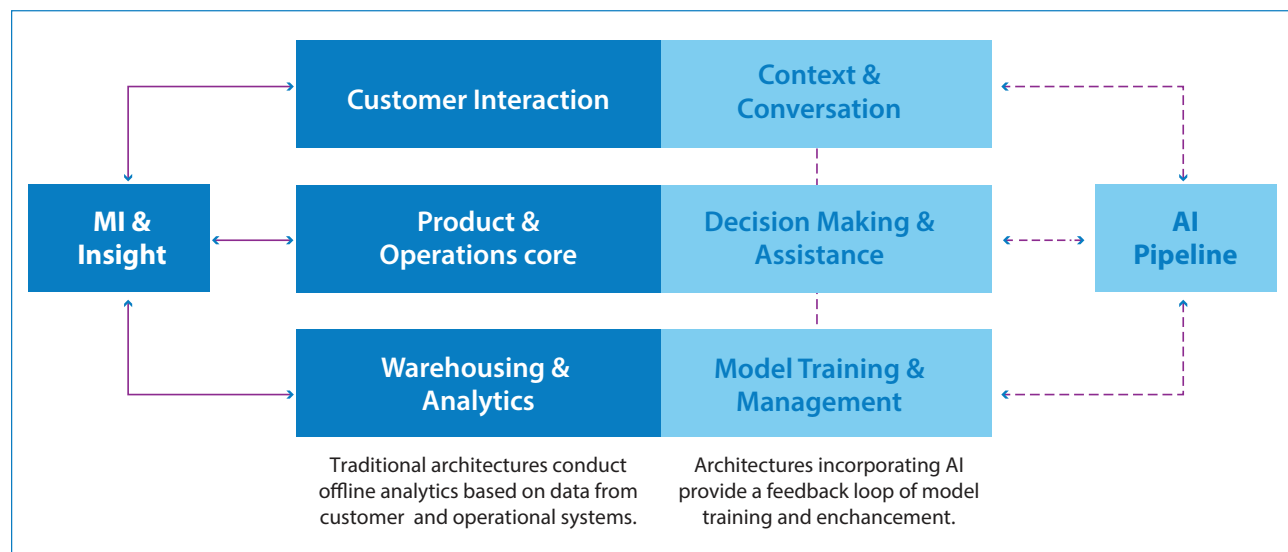 Customer Interaction
Context &
Conversation
MI &
Insight
Product &
Operations core
Decision Making &
Assistance
AI
Pipeline
Warehousing &
Analytics
Model Training &
Management
Traditional architectures conduct
offline analytics based on data from
customer and operational systems.
Architectures incorporating AI
provide a feedback loop of model
training and enchancement.